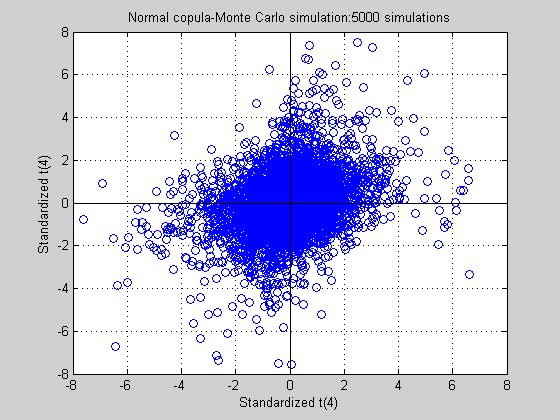 Normal copula-Monte Carlo simulation:5000 simulations
8
6
4
2
0
-2
-4
-6
-8
Standardized t(4)
-8 -6 -4 -2 0 2 4 6 8
Standardized t(4)